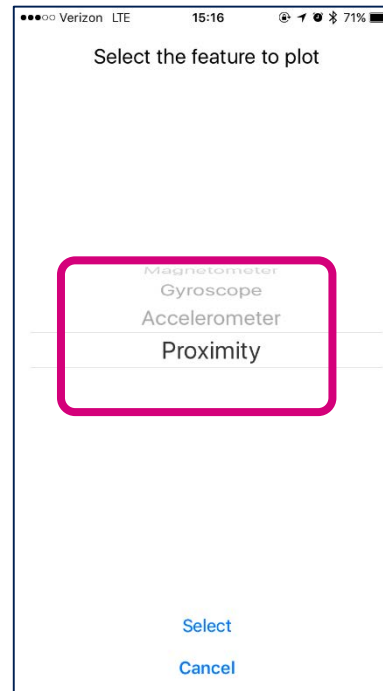 Verizon LTE 15:16 71%
Select the feature to plot
Magnetometer
Gyroscope
Accelerometer
Proximity
Select
Cancel